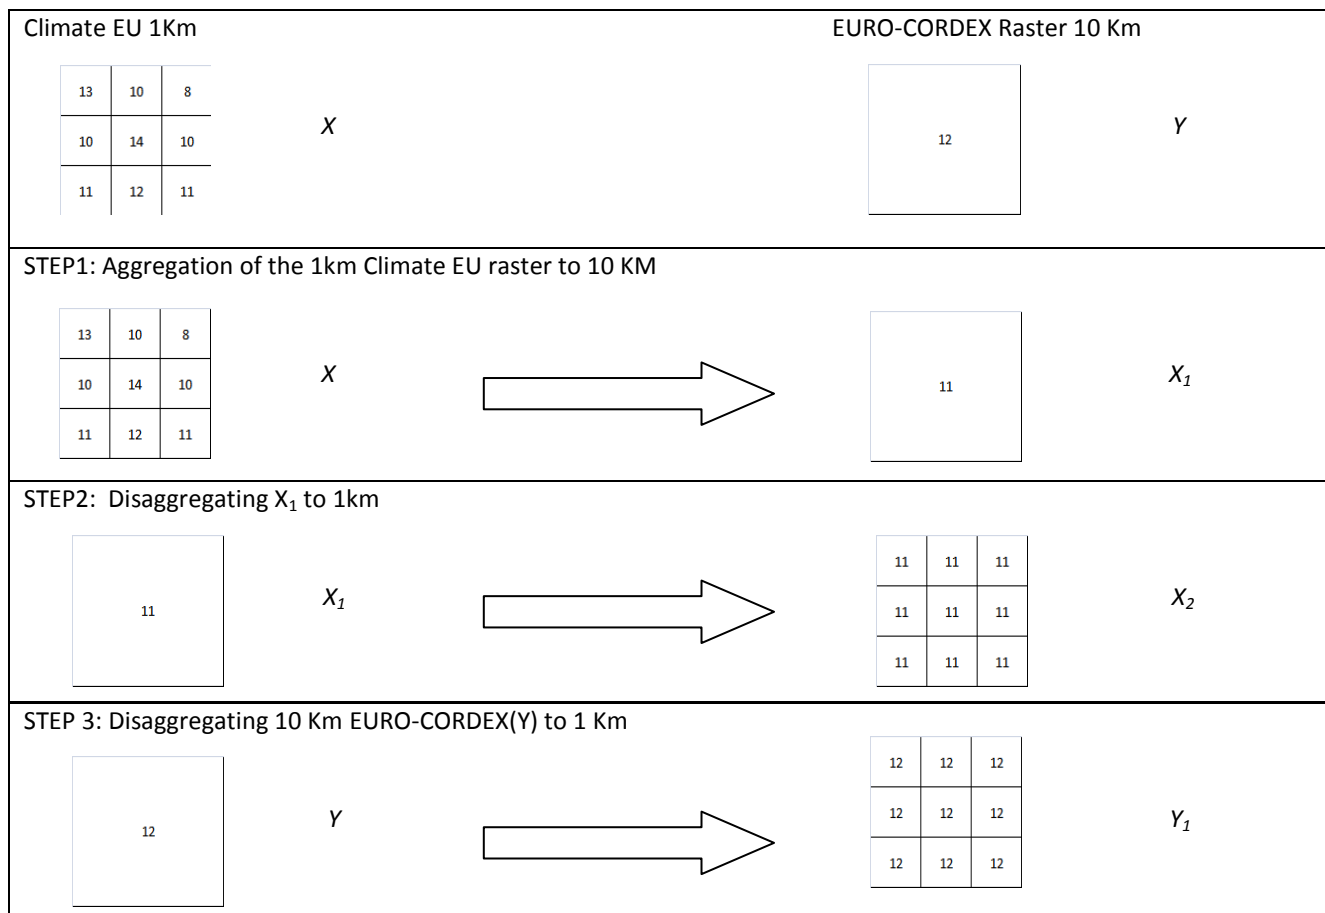 Climate EU 1Km EURO-CORDEX Raster 10 Km
13 10 8
10 14 10
11 12 11
X
12
Y
STEP1: Aggregation of the 1km Climate EU raster to 10 KM
13 10 8
10 14 10
11 12 11
X
11
X1
STEP2: Disaggregating X1 to 1km
11
X1
11 11 11
11 11 11
11 11 11
X2
STEP 3: Disaggregating 10 Km EURO-CORDEX(Y) to 1 Km
12
Y
12 12 12
12 12 12
12 12 12
Y1